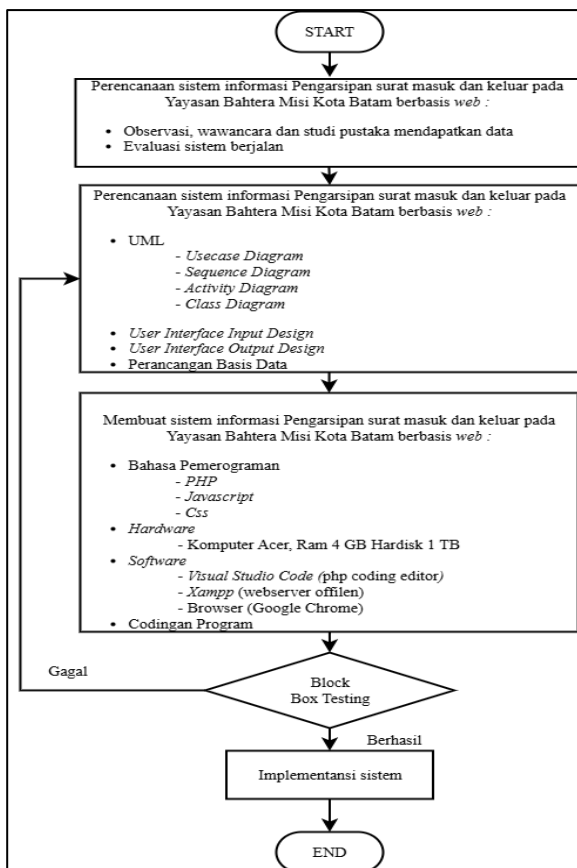 START
Perencanaan sistem informasi Pengarsipan surat masuk dan keluar pada
Yayasan Bahtera Misi Kota Batam berbasis web :
• Observasi, wawancara dan studi pustaka mendapatkan data
• Evaluasi sistem berjalan
Perencanaan sistem informasi Pengarsipan surat masuk dan keluar pada
Yayasan Bahtera Misi Kota Batam berbasis web :
• UML
- Usecase Diagram
- Sequence Diagram
- Activity Diagram
- Class Diagram
• User Interface Input Design
• User Interface Output Design
• Perancangan Basis Data
Membuat sistem informasi Pengarsipan surat masuk dan keluar pada
Yayasan Bahtera Misi Kota Batam berbasis web :
• Bahasa Pemerograman
- PHP
- Javascript
- Css
• Hardware
- Komputer Acer, Ram 4 GB Hardisk 1 TB
• Software
- Visual Studio Code (php coding editor)
- Xampp (webserver offilen)
- Browser (Google Chrome)
• Codingan Program
Gagal
Block
Box Testing
Berhasil
Implementansi sistem
END